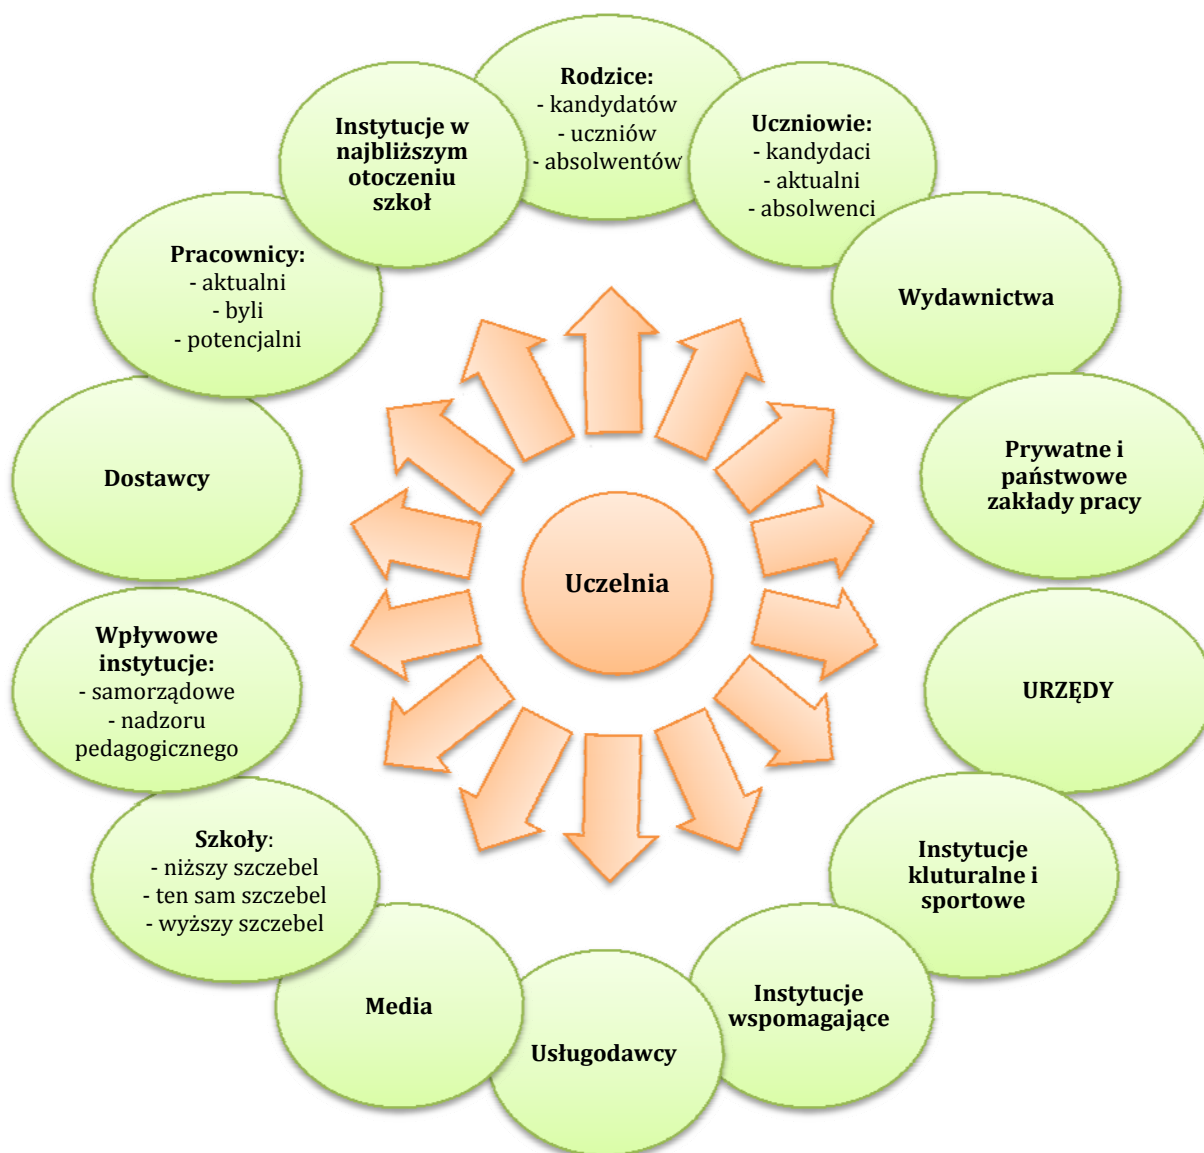 Rodzice:
- kandydatów
- uczniów
- absolwentów
Uczniowie:
- kandydaci
- aktualni
- absolwenci
Wydawnictwa
Prywatne i
państwowe
zakłady pracy
URZĘDY
Instytucje
kluturalne i
sportowe
Instytucje
wspomagające
Usługodawcy
Media
Szkoły:
- niższy szczebel
- ten sam szczebel
- wyższy szczebel
Wpływowe
instytucje:
- samorządowe
- nadzoru
pedagogicznego
Dostawcy
Pracownicy:
- aktualni
- byli
- potencjalni
Instytucje w
najbliższym
otoczeniu
szkoł
Uczelnia